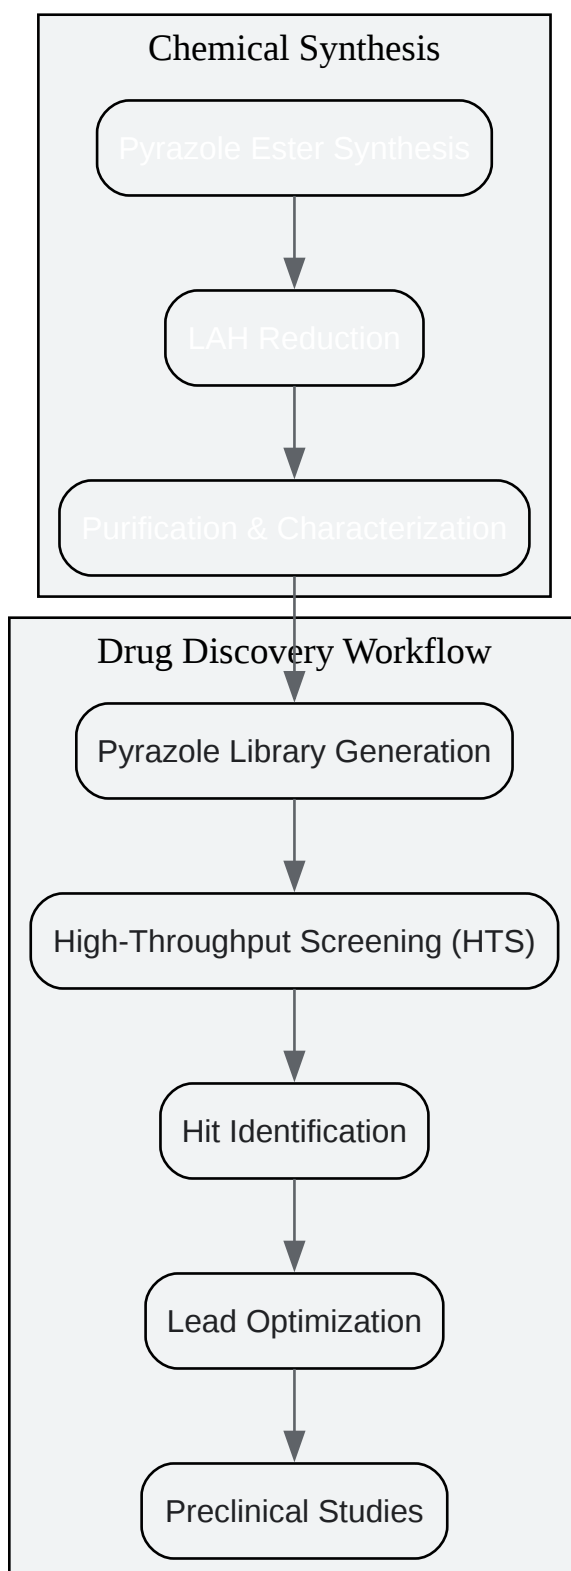 Chemical Synthesis
Pyrazole Ester Synthesis
LAH Reduction
Purification & Characterization
Drug Discovery Workflow
Pyrazole Library Generation
High-Throughput Screening (HTS)
Hit Identification
Lead Optimization
Preclinical Studies